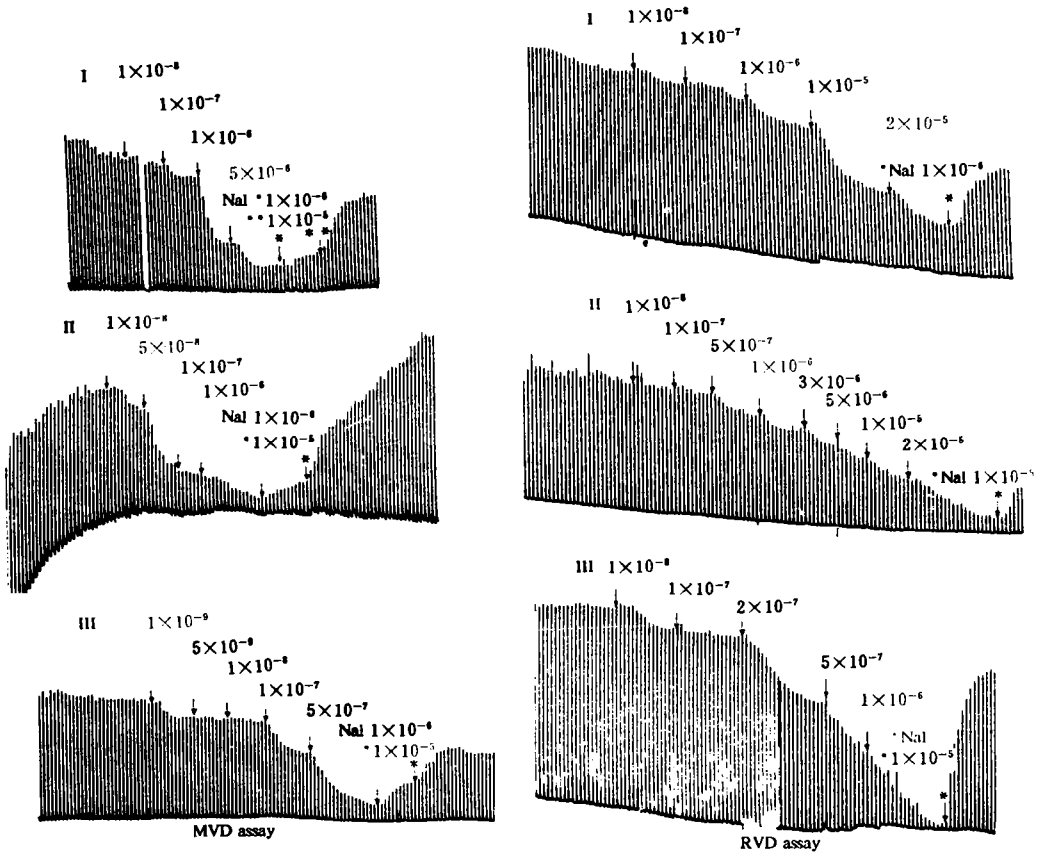 I 1×10⁻⁸
1×10⁻⁷
1×10⁻⁶
5×10⁻⁶
Nal *1×10⁻⁶
**1×10⁻⁵
*
* *
II 1×10⁻⁸
5×10⁻⁸
1×10⁻⁷
1×10⁻⁶
Nal 1×10⁻⁶
*1×10⁻⁵
*
III 1×10⁻⁹
5×10⁻⁹
1×10⁻⁸
1×10⁻⁷
5×10⁻⁷
Nal 1×10⁻⁶
*1×10⁻⁵
*
MVD assay
I 1×10⁻⁸
1×10⁻⁷
1×10⁻⁶
1×10⁻⁵
2×10⁻⁵
*Nal 1×10⁻⁶
*
II 1×10⁻⁸
1×10⁻⁷
5×10⁻⁷
1×10⁻⁶
3×10⁻⁶
5×10⁻⁶
1×10⁻⁵
2×10⁻⁵
*Nal 1×10⁻⁵
*
III 1×10⁻⁸
1×10⁻⁷
2×10⁻⁷
5×10⁻⁷
1×10⁻⁶
*Nal
*1×10⁻⁵
*
RVD assay